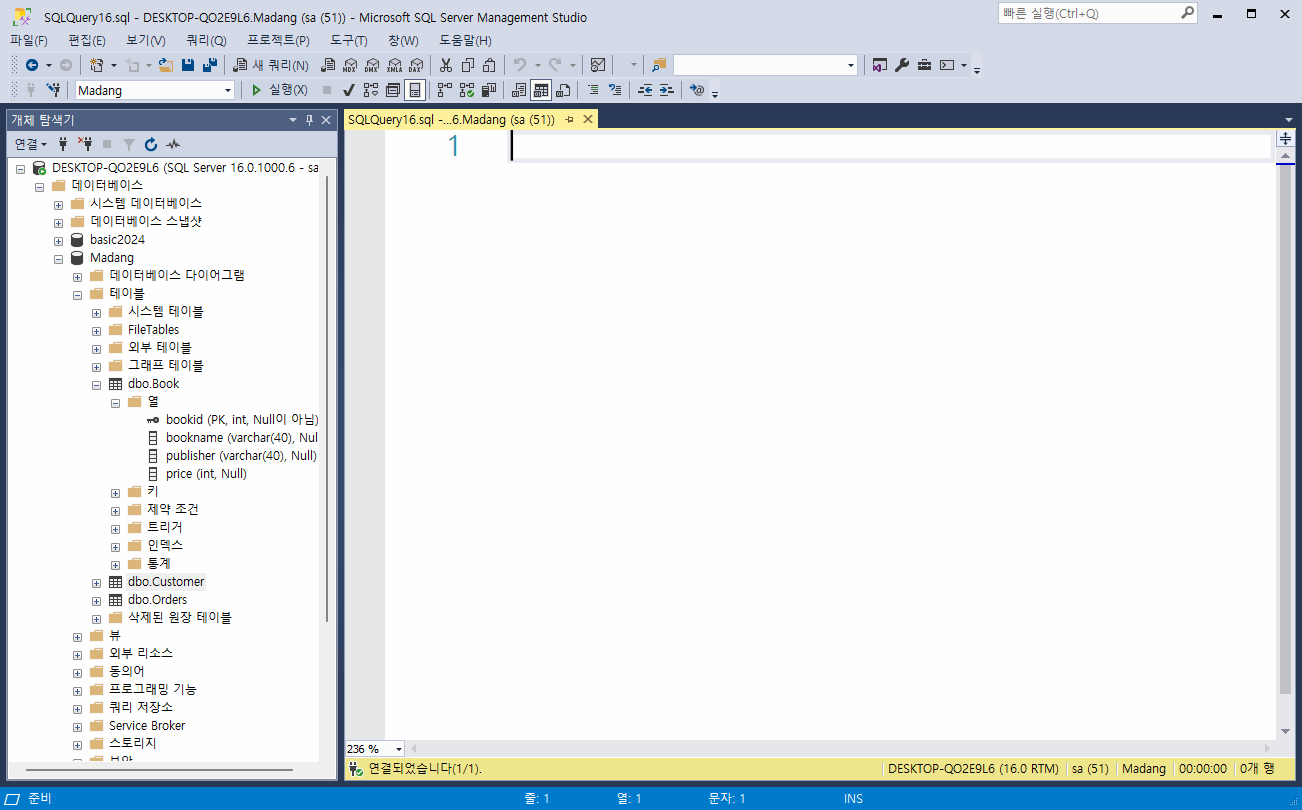 SQLQuery16.sql - DESKTOP-QO2E9L6.Madang (sa (51)) - Microsoft SQL Server Management Studio
빠른 실행(Ctrl+Q)
파일(F) 편집(E) 보기(V) 쿼리(Q) 프로젝트(P) 도구(T) 창(W) 도움말(H)
새 쿼리(N) MDX DMX XMLA DAX
Madang 실행(X)
개체 탐색기
SQLQuery16.sql -...6.Madang (sa (51))
연결
1
DESKTOP-QO2E9L6 (SQL Server 16.0.1000.6 - sa
데이터베이스
시스템 데이터베이스
데이터베이스 스냅샷
basic2024
Madang
데이터베이스 다이어그램
테이블
시스템 테이블
FileTables
외부 테이블
그래프 테이블
dbo.Book
열
bookid (PK, int, Null이 아님)
bookname (varchar(40), Nul
publisher (varchar(40), Null)
price (int, Null)
키
제약 조건
트리거
인덱스
통계
dbo.Customer
dbo.Orders
삭제된 원장 테이블
뷰
외부 리소스
동의어
프로그래밍 기능
쿼리 저장소
Service Broker
스토리지
보안
236 %
연결되었습니다(1/1).
DESKTOP-QO2E9L6 (16.0 RTM) sa (51) Madang 00:00:00 0개 행
준비 줄: 1 열: 1 문자: 1 INS